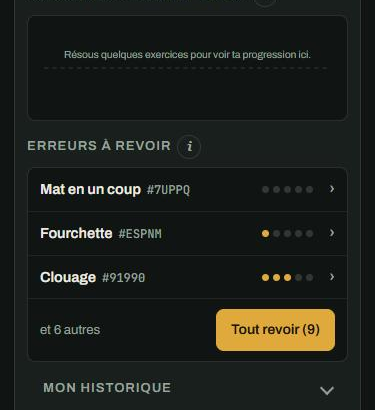 Résous quelques exercices pour voir ta progression ici.
ERREURS À REVOIR i
Mat en un coup #7UPPQ ›
Fourchette #ESPNM ›
Clouage #91990 ›
et 6 autres
Tout revoir (9)
MON HISTORIQUE